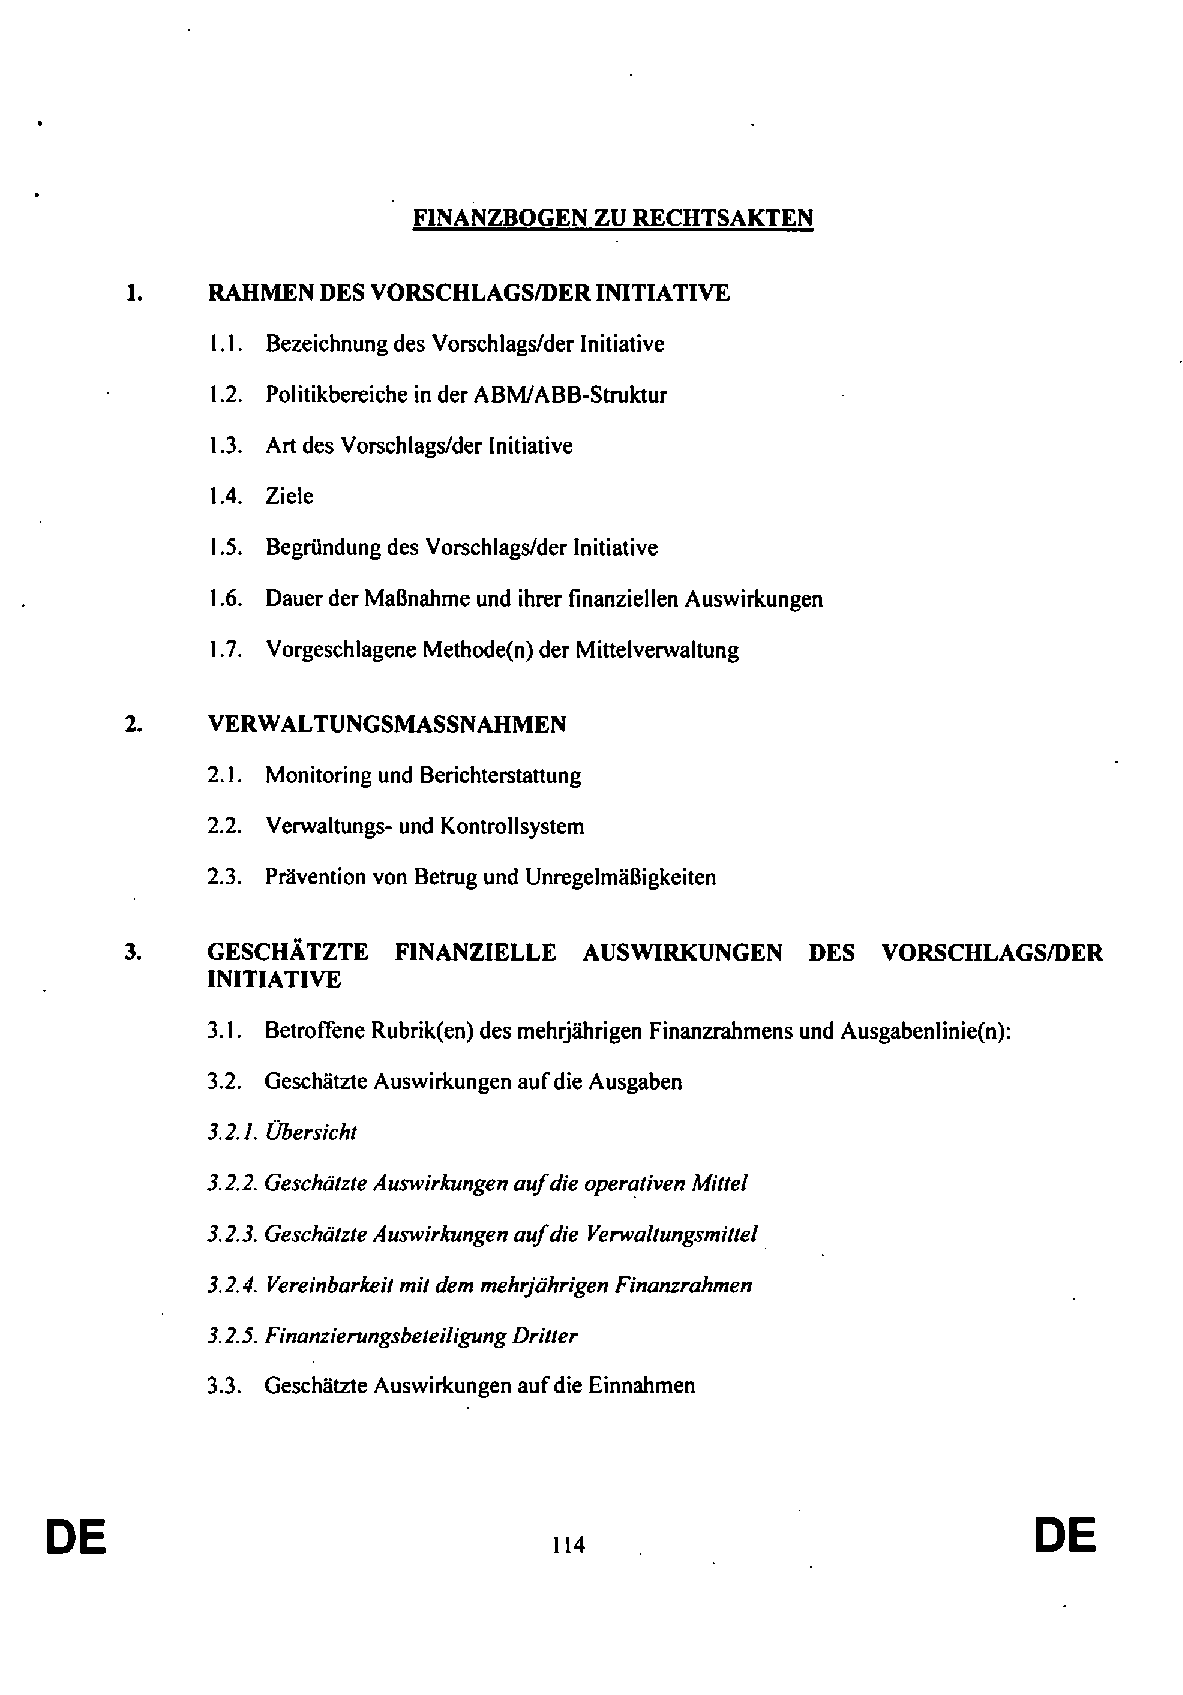 FINANZBOGEN ZU RECHTSAKTEN
1. RAHMEN DES VORSCHLAGS/DER INITIATIVE
1.1. Bezeichnung des Vorschlags/der Initiative
1.2. Politikbereiche in der ABM/ABB-Struktur
1.3. Art des Vorschlags/der Initiative
1.4. Ziele
1.5. Begründung des Vorschlags/der Initiative
1.6. Dauer der Maßnahme und ihrer finanziellen Auswirkungen
1.7. Vorgeschlagene Methode(n) der Mittelverwaltung
2. VERWALTUNGSMASSNAHMEN
2.1. Monitoring und Berichterstattung
2.2. Verwaltungs- und Kontrollsystem
2.3. Prävention von Betrug und Unregelmäßigkeiten
3. GESCHÄTZTE FINANZIELLE AUSWIRKUNGEN DES VORSCHLAGS/DER
INITIATIVE
3.1. Betroffene Rubrik(en) des mehrjährigen Finanzrahmens und Ausgabenlinie(n):
3.2. Geschätzte Auswirkungen auf die Ausgaben
3.2.1. Übersicht
3.2.2. Geschätzte Auswirkungen auf die operativen Mittel
3.2.3. Geschätzte Auswirkungen auf die Verwaltungsmittel
3.2.4. Vereinbarkeit mit dem mehrjährigen Finanzrahmen
3.2.5. Finanzierungsbeteiligung Dritter
3.3. Geschätzte Auswirkungen auf die Einnahmen
DE 114 DE